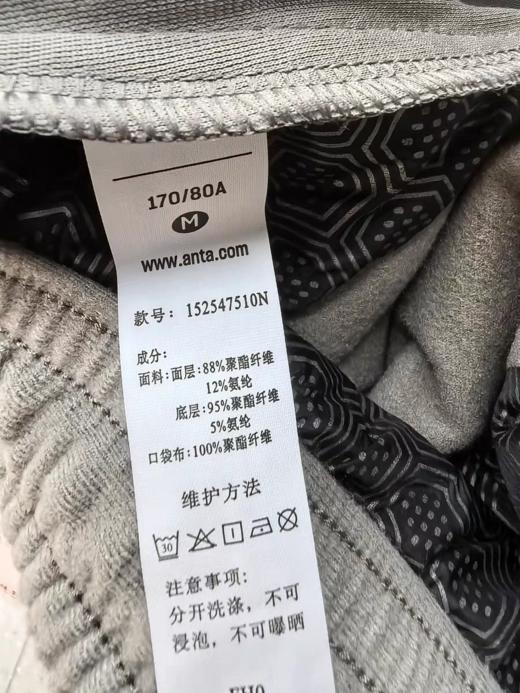 170/80A
M
www.anta.com
款号: 152547510N
成分:
面料:面层:88%聚酯纤维
12%氨纶
底层:95%聚酯纤维
5%氨纶
口袋布:100%聚酯纤维
维护方法
30
注意事项:
分开洗涤, 不可
浸泡, 不可曝晒